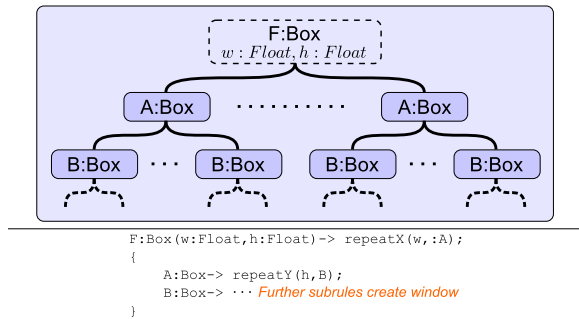 F:Box
w : Float, h : Float
A:Box ·········· A:Box
B:Box ··· B:Box B:Box ··· B:Box
F:Box(w:Float,h:Float)-> repeatX(w,:A);
{
A:Box-> repeatY(h,B);
B:Box-> ··· Further subrules create window
}